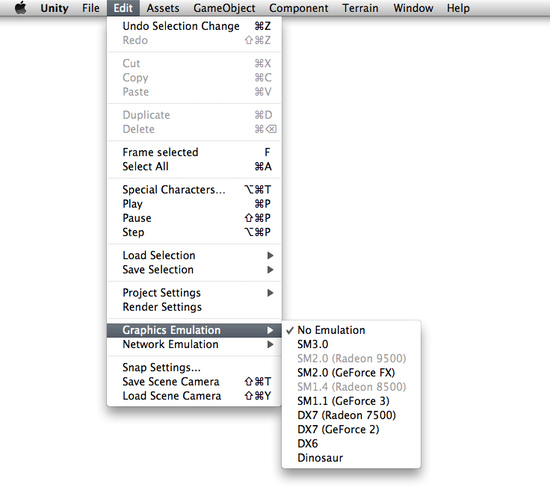 Unity File Edit Assets GameObject Component Terrain Window Help
Undo Selection Change ⌘Z
Redo ⇧⌘Z
Cut ⌘X
Copy ⌘C
Paste ⌘V
Duplicate ⌘D
Delete ⌘⌫
Frame selected F
Select All ⌘A
Special Characters... ⌥⌘T
Play ⌘P
Pause ⇧⌘P
Step ⌥⌘P
Load Selection
Save Selection
Project Settings
Render Settings
Graphics Emulation
Network Emulation
Snap Settings...
Save Scene Camera ⇧⌘T
Load Scene Camera ⇧⌘Y
✓ No Emulation
SM3.0
SM2.0 (Radeon 9500)
SM2.0 (GeForce FX)
SM1.4 (Radeon 8500)
SM1.1 (GeForce 3)
DX7 (Radeon 7500)
DX7 (GeForce 2)
DX6
Dinosaur